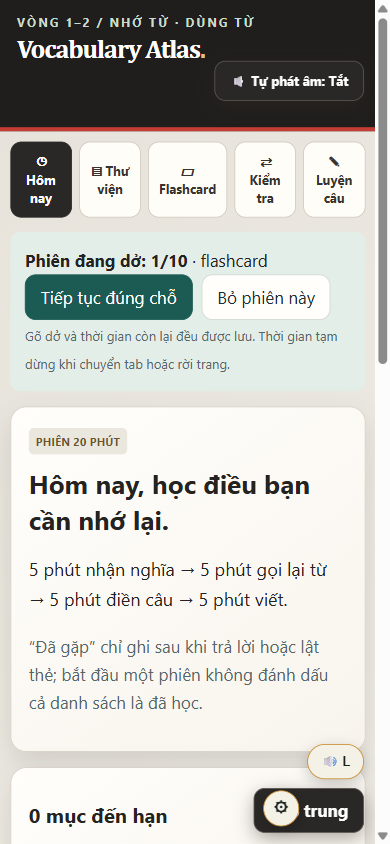 VÒNG 1–2 / NHỚ TỪ · DÙNG TỪ
Vocabulary Atlas.
Tự phát âm: Tắt
Hôm nay
Thư viện
Flashcard
Kiểm tra
Luyện câu
Phiên đang dở: 1/10 · flashcard
Tiếp tục đúng chỗ
Bỏ phiên này
Gõ dở và thời gian còn lại đều được lưu. Thời gian tạm
dừng khi chuyển tab hoặc rời trang.
PHIÊN 20 PHÚT
Hôm nay, học điều bạn
cần nhớ lại.
5 phút nhận nghĩa → 5 phút gọi lại từ
→ 5 phút điền câu → 5 phút viết.
“Đã gặp” chỉ ghi sau khi trả lời hoặc lật
thẻ; bắt đầu một phiên không đánh dấu
cả danh sách là đã học.
L
0 mục đến hạn
trung